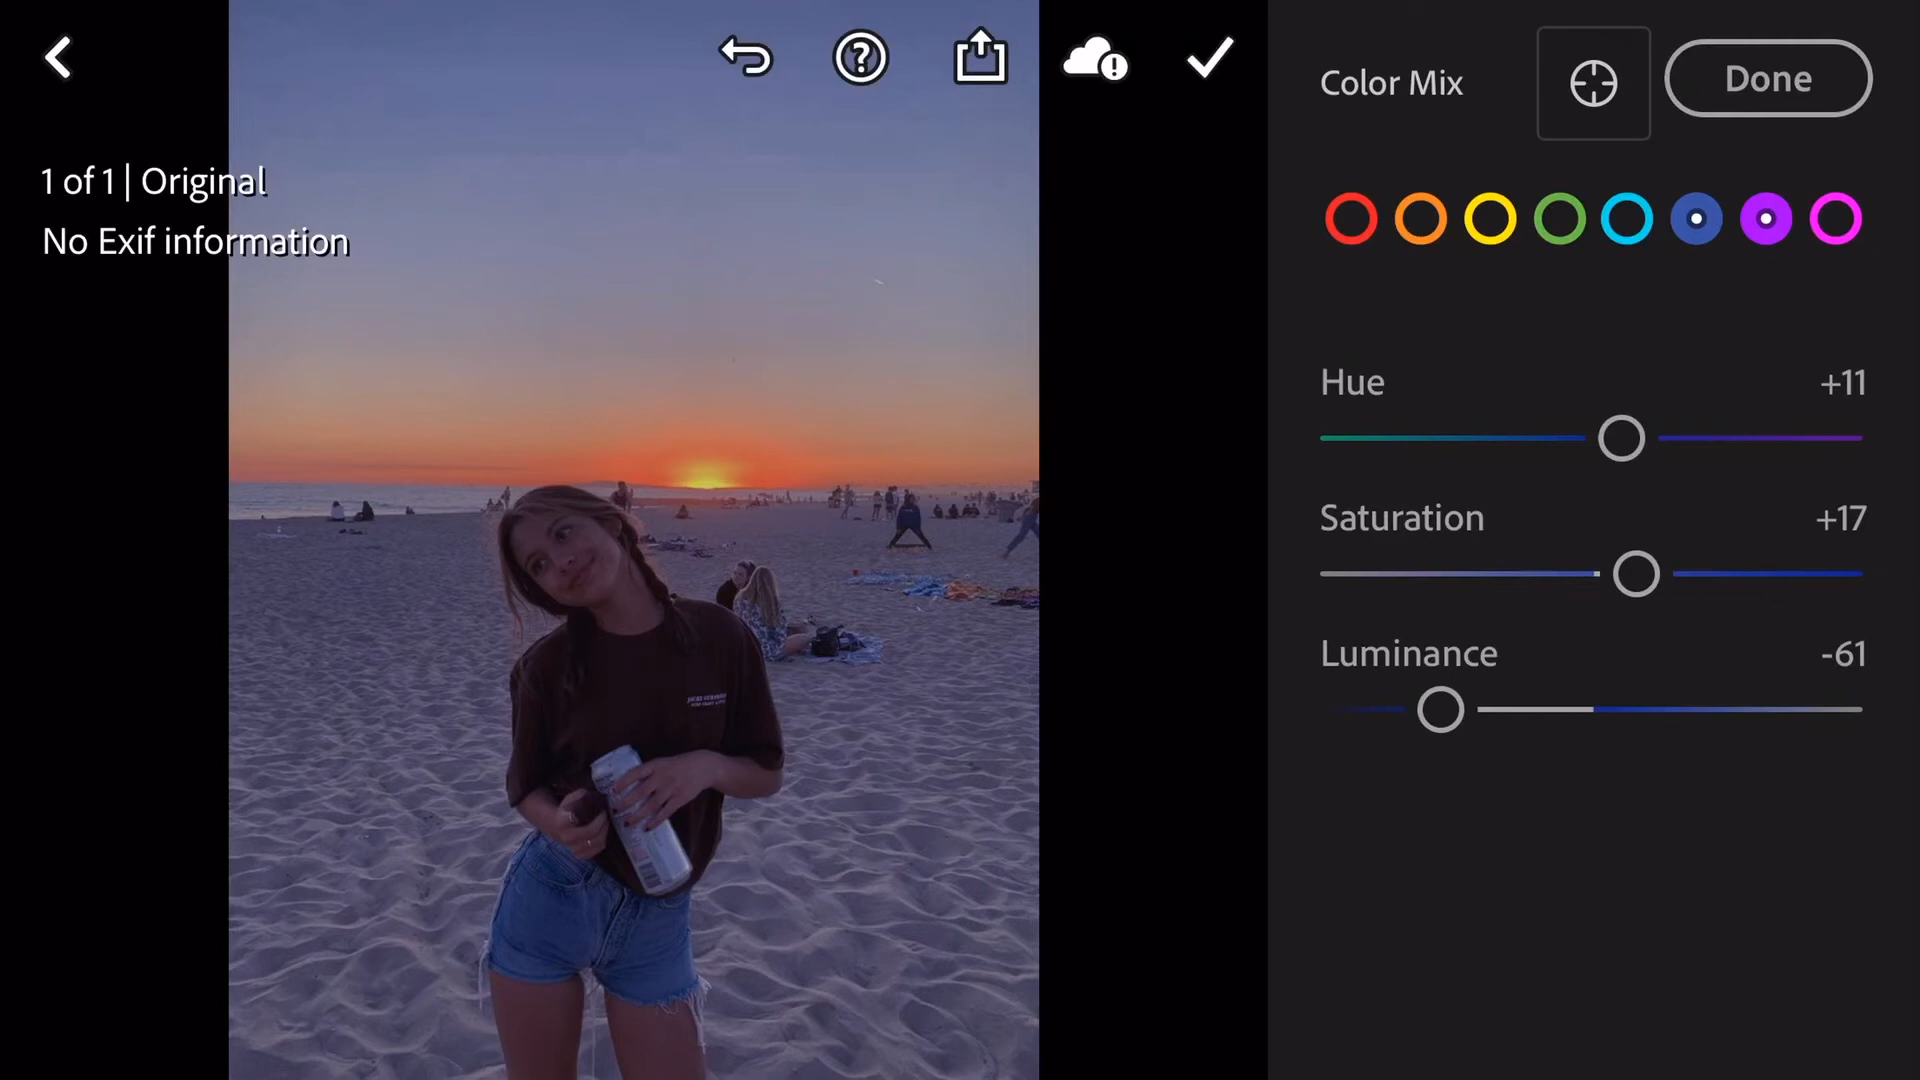 Color Mix
Done
1 of 1 | Original
No Exif information
Hue +11
Saturation +17
Luminance -61